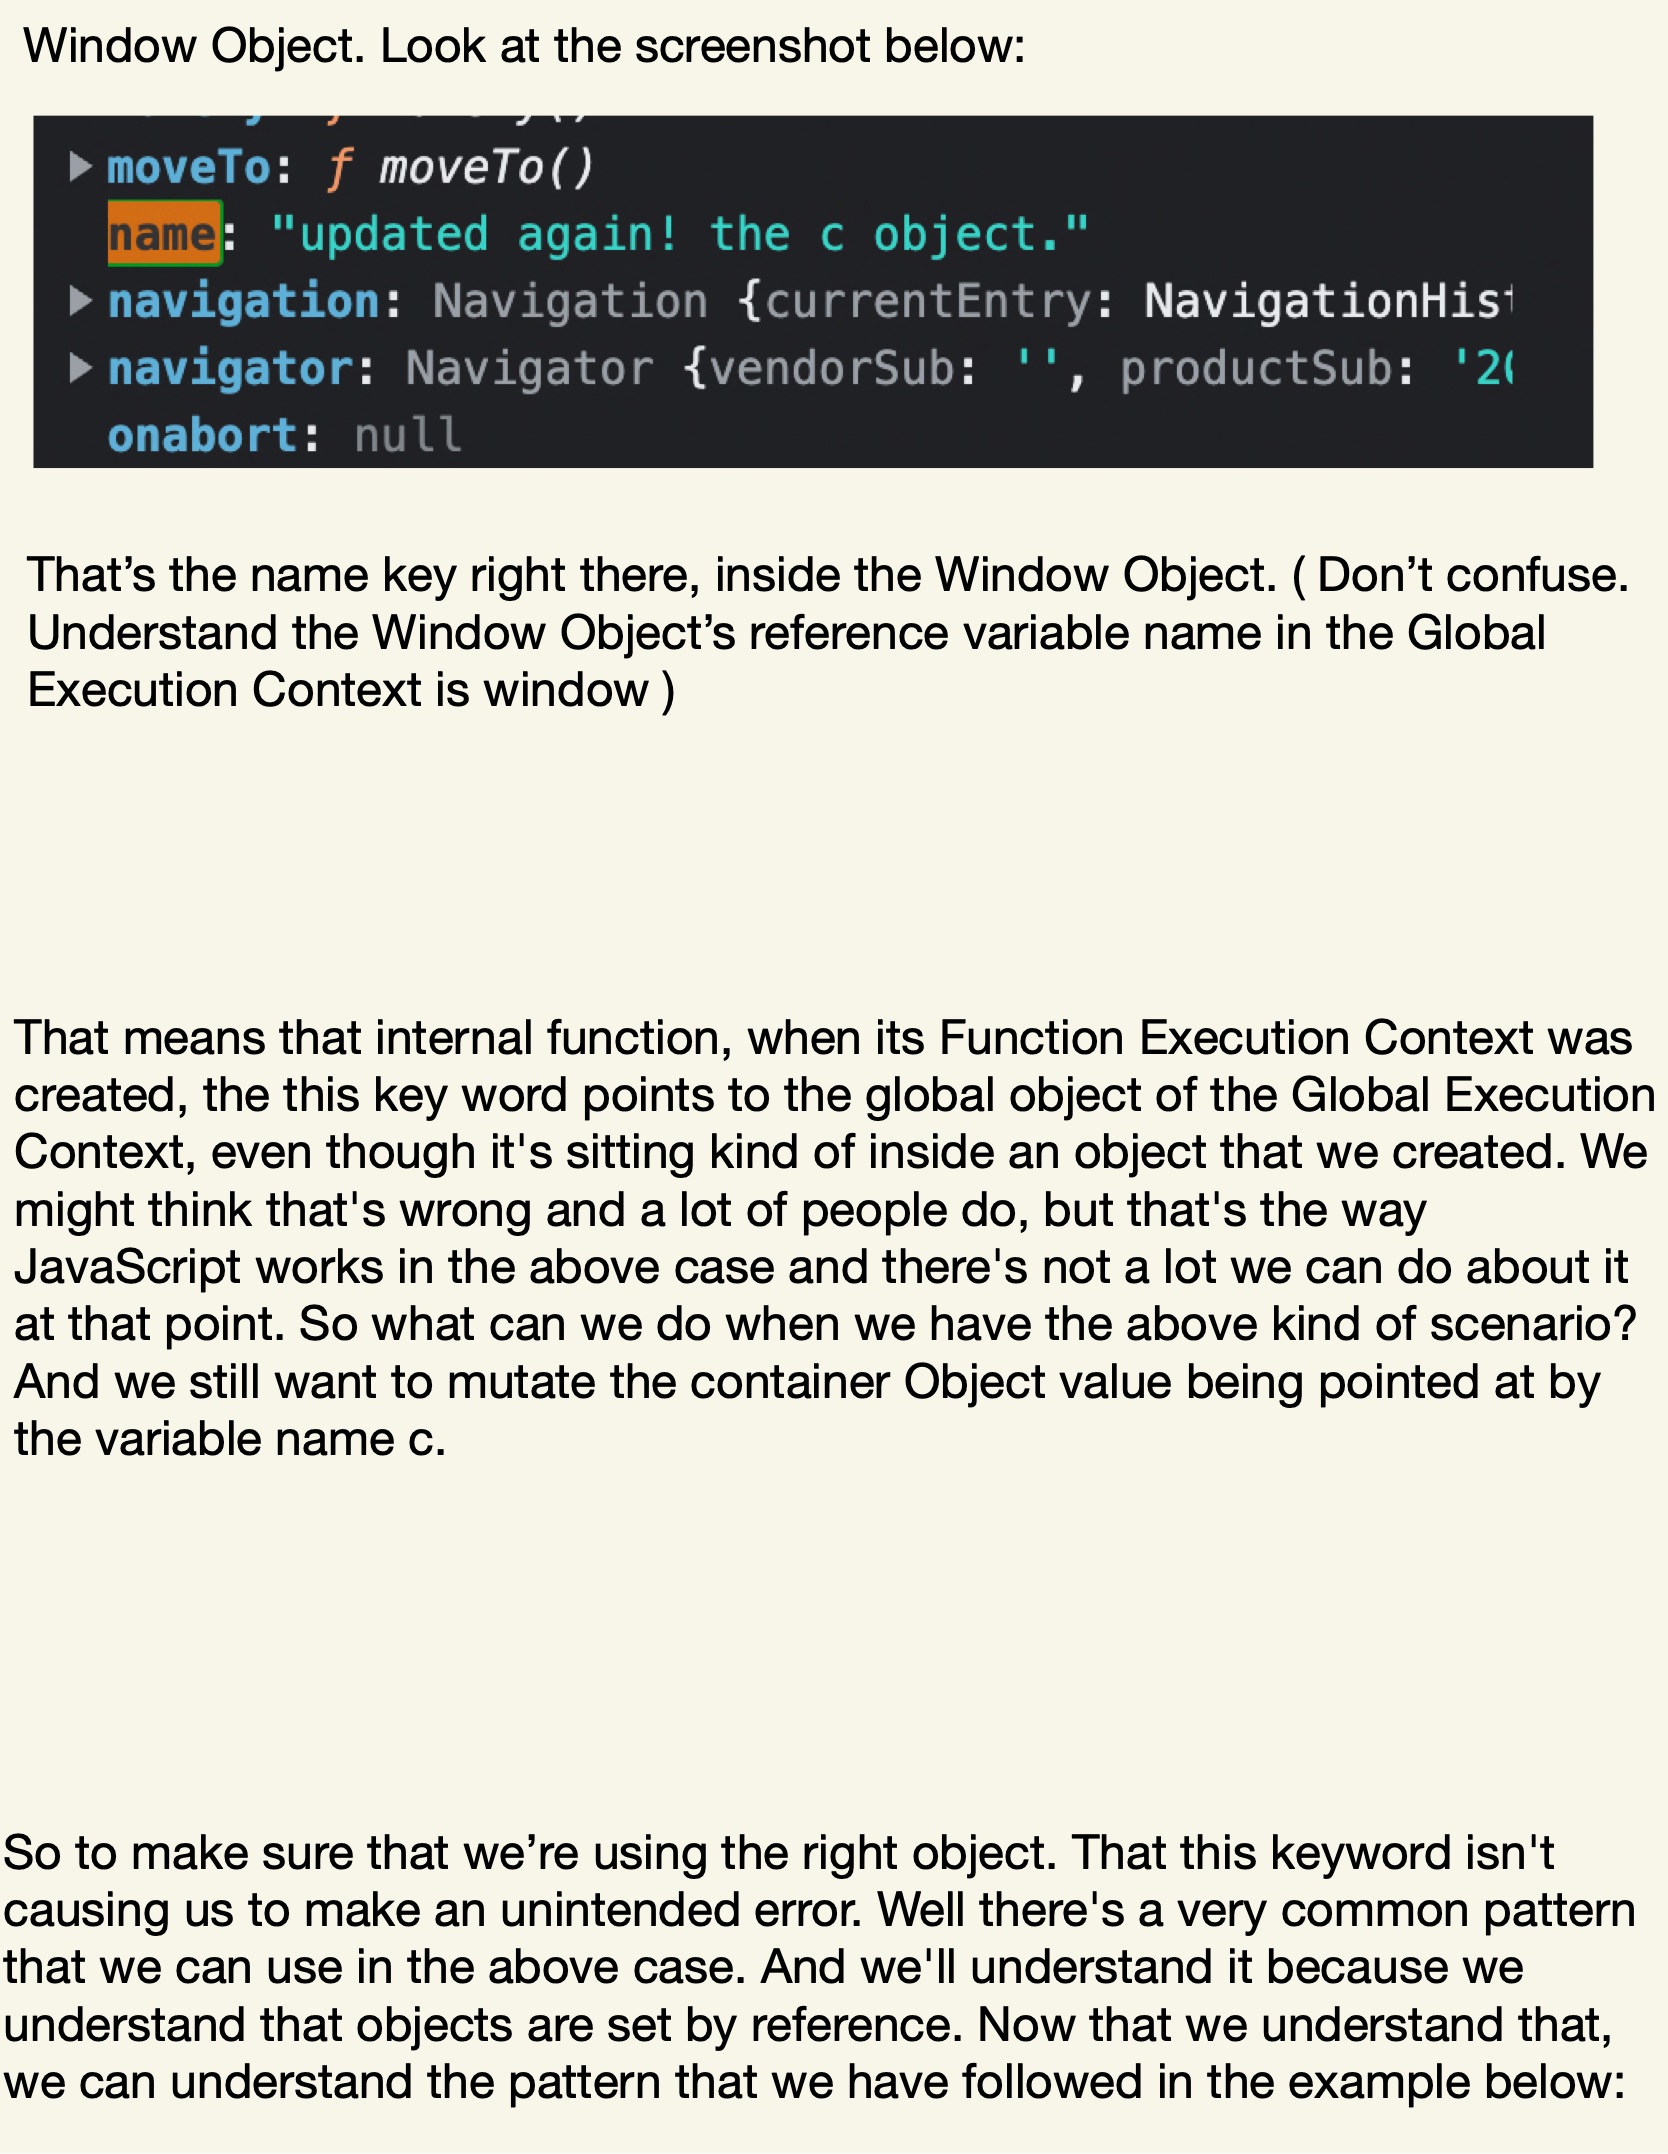 Window Object. Look at the screenshot below:
moveTo: ƒ moveTo()
name: "updated again! the c object."
navigation: Navigation {currentEntry: NavigationHist
navigator: Navigator {vendorSub: '', productSub: '20
onabort: null
That’s the name key right there, inside the Window Object. ( Don’t confuse.
Understand the Window Object’s reference variable name in the Global
Execution Context is window )
That means that internal function, when its Function Execution Context was
created, the this key word points to the global object of the Global Execution
Context, even though it's sitting kind of inside an object that we created. We
might think that's wrong and a lot of people do, but that's the way
JavaScript works in the above case and there's not a lot we can do about it
at that point. So what can we do when we have the above kind of scenario?
And we still want to mutate the container Object value being pointed at by
the variable name c.
So to make sure that we’re using the right object. That this keyword isn't
causing us to make an unintended error. Well there's a very common pattern
that we can use in the above case. And we'll understand it because we
understand that objects are set by reference. Now that we understand that,
we can understand the pattern that we have followed in the example below: